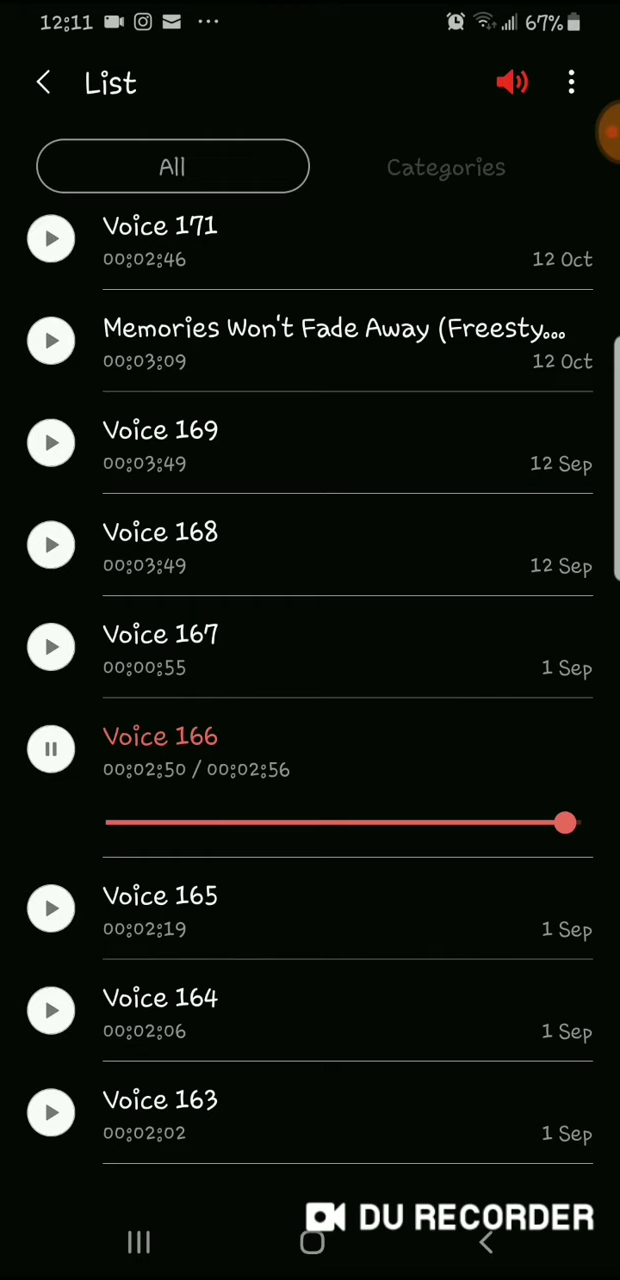 12:11
67%
List
All
Categories
Voice 171
00:02:46
12 Oct
Memories Won't Fade Away (Freesty...
00:03:09
12 Oct
Voice 169
00:03:49
12 Sep
Voice 168
00:03:49
12 Sep
Voice 167
00:00:55
1 Sep
Voice 166
00:02:50 / 00:02:56
Voice 165
00:02:19
1 Sep
Voice 164
00:02:06
1 Sep
Voice 163
00:02:02
1 Sep
DU RECORDER